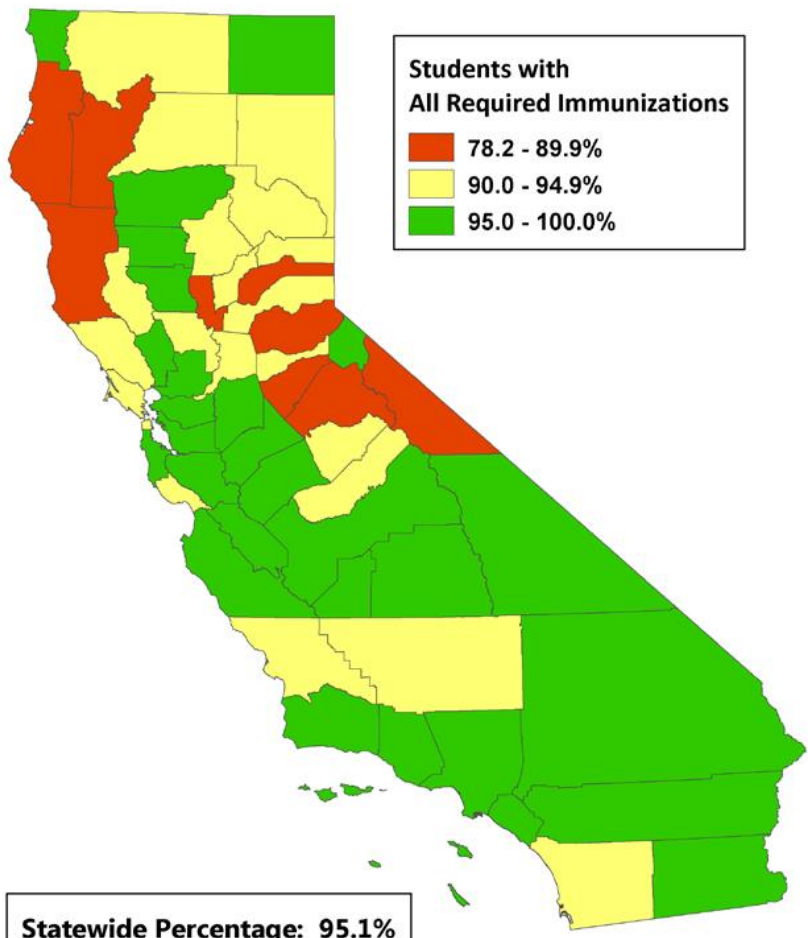 Students with
All Required Immunizations
78.2 - 89.9%
90.0 - 94.9%
95.0 - 100.0%
Statewide Percentage: 95.1%